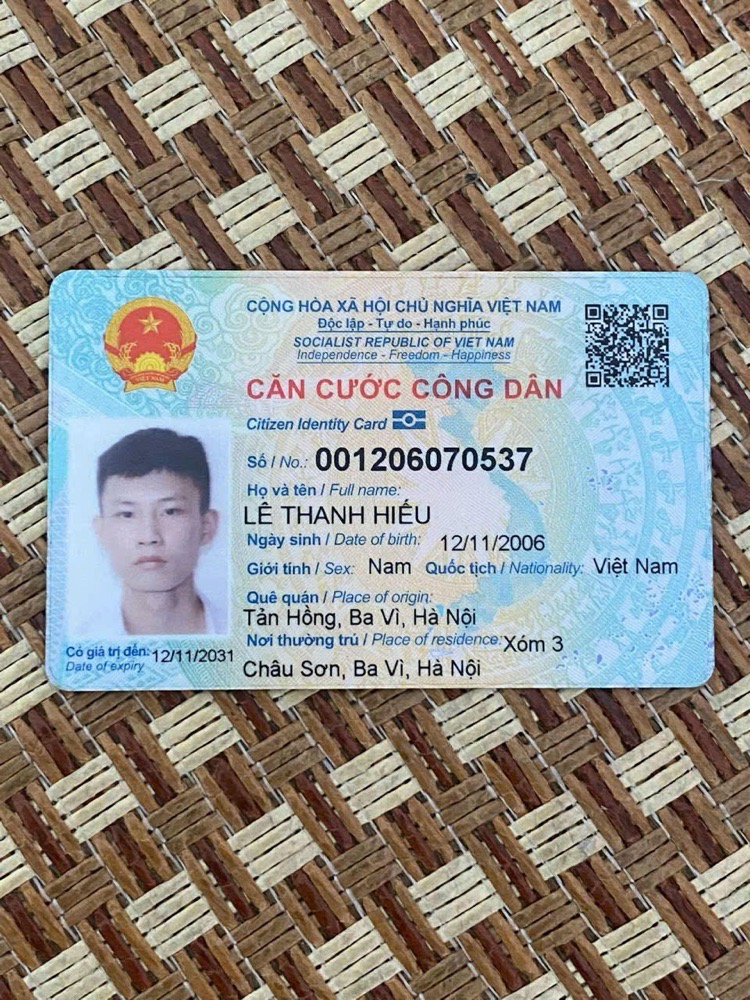 CỘNG HÒA XÃ HỘI CHỦ NGHĨA VIỆT NAM
Độc lập - Tự do - Hạnh phúc
SOCIALIST REPUBLIC OF VIET NAM
Independence - Freedom - Happiness
CĂN CƯỚC CÔNG DÂN
Citizen Identity Card
Số / No.: 001206070537
Họ và tên / Full name:
LÊ THANH HIẾU
Ngày sinh / Date of birth: 12/11/2006
Giới tính / Sex: Nam Quốc tịch / Nationality: Việt Nam
Quê quán / Place of origin:
Tản Hồng, Ba Vì, Hà Nội
Nơi thường trú / Place of residence: Xóm 3
Châu Sơn, Ba Vì, Hà Nội
Có giá trị đến: 12/11/2031
Date of expiry
VIỆT NAM